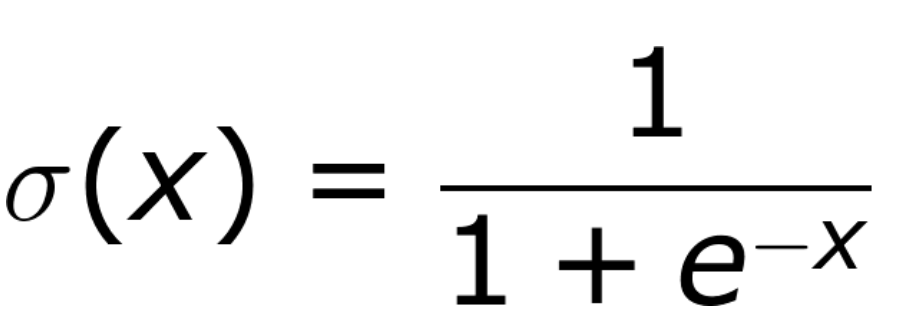 σ(x) = 1 / (1 + e^{-x})